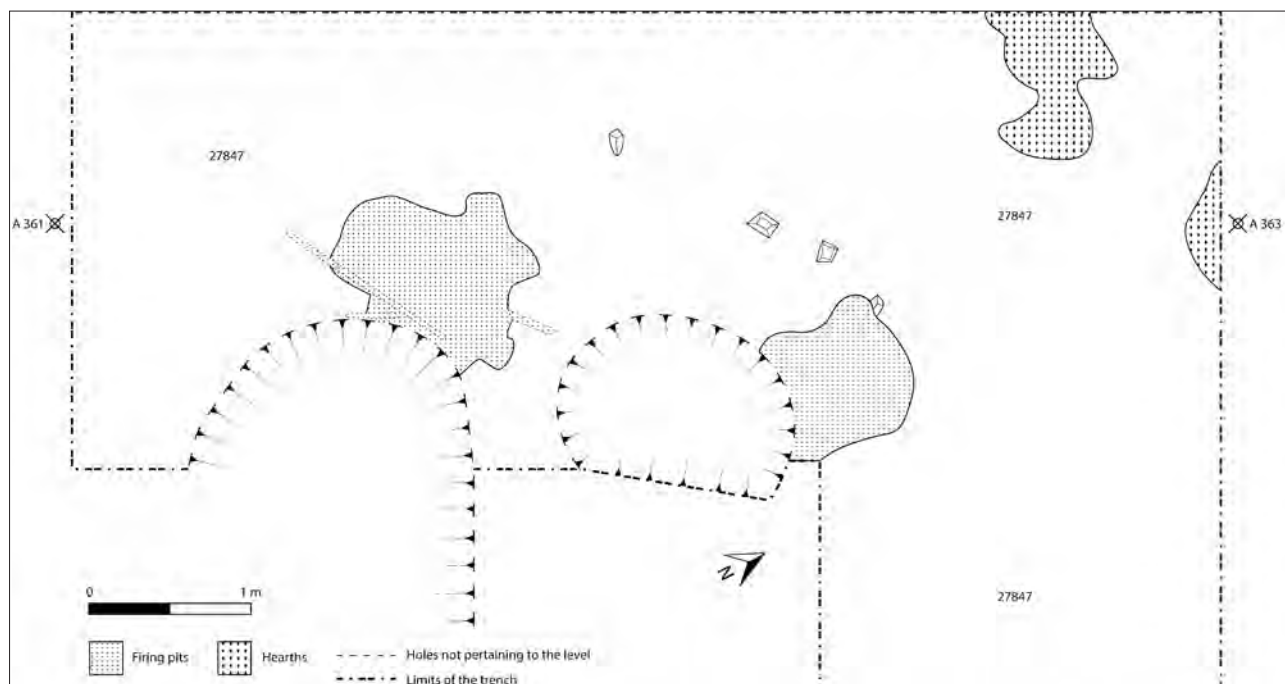 27847
A 361
27847
A 363
N
27847
0 1 m
Firing pits
Hearths
Holes not pertaining to the level
Limits of the trench